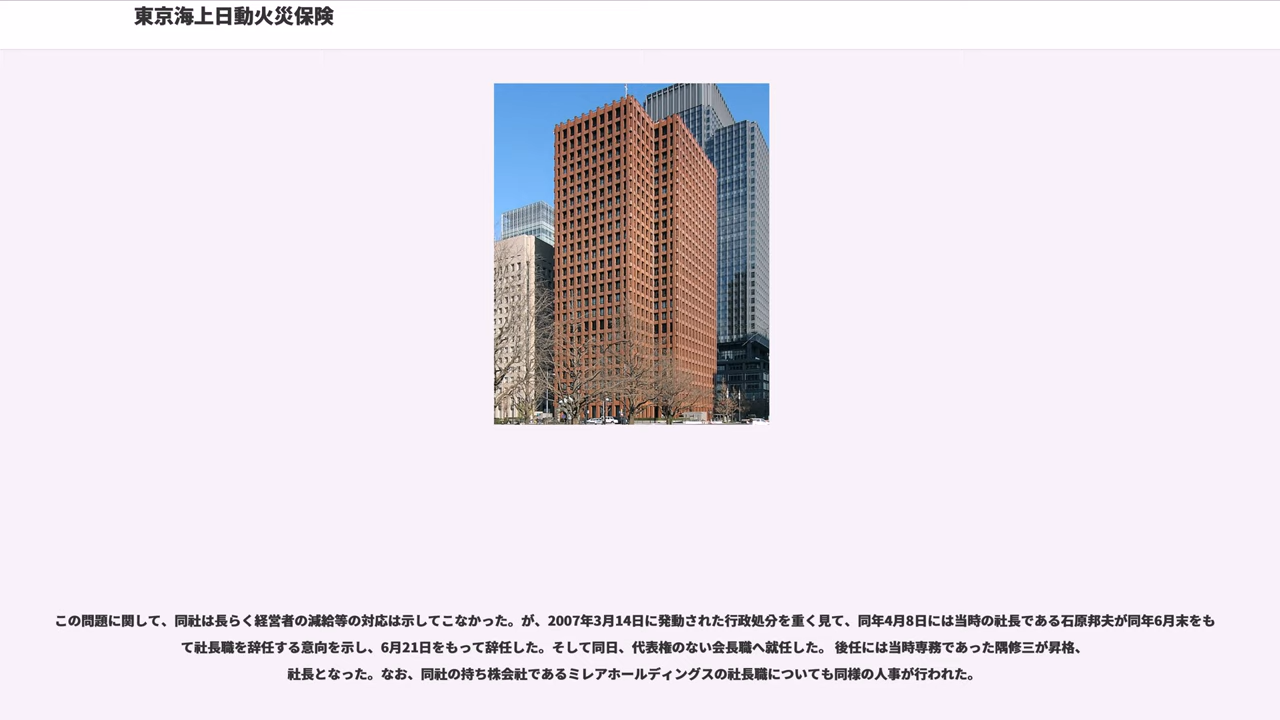 東京海上日動火災保険
この問題に関して、同社は長らく経営者の減給等の対応は示してこなかった。が、2007年3月14日に発動された行政処分を重く見て、同年4月8日には当時の社長である石原邦夫が同年6月末をも
て社長職を辞任する意向を示し、6月21日をもって辞任した。そして同日、代表権のない会長職へ就任した。 後任には当時専務であった隅修三が昇格、
社長となった。なお、同社の持ち株会社であるミレアホールディングスの社長職についても同様の人事が行われた。